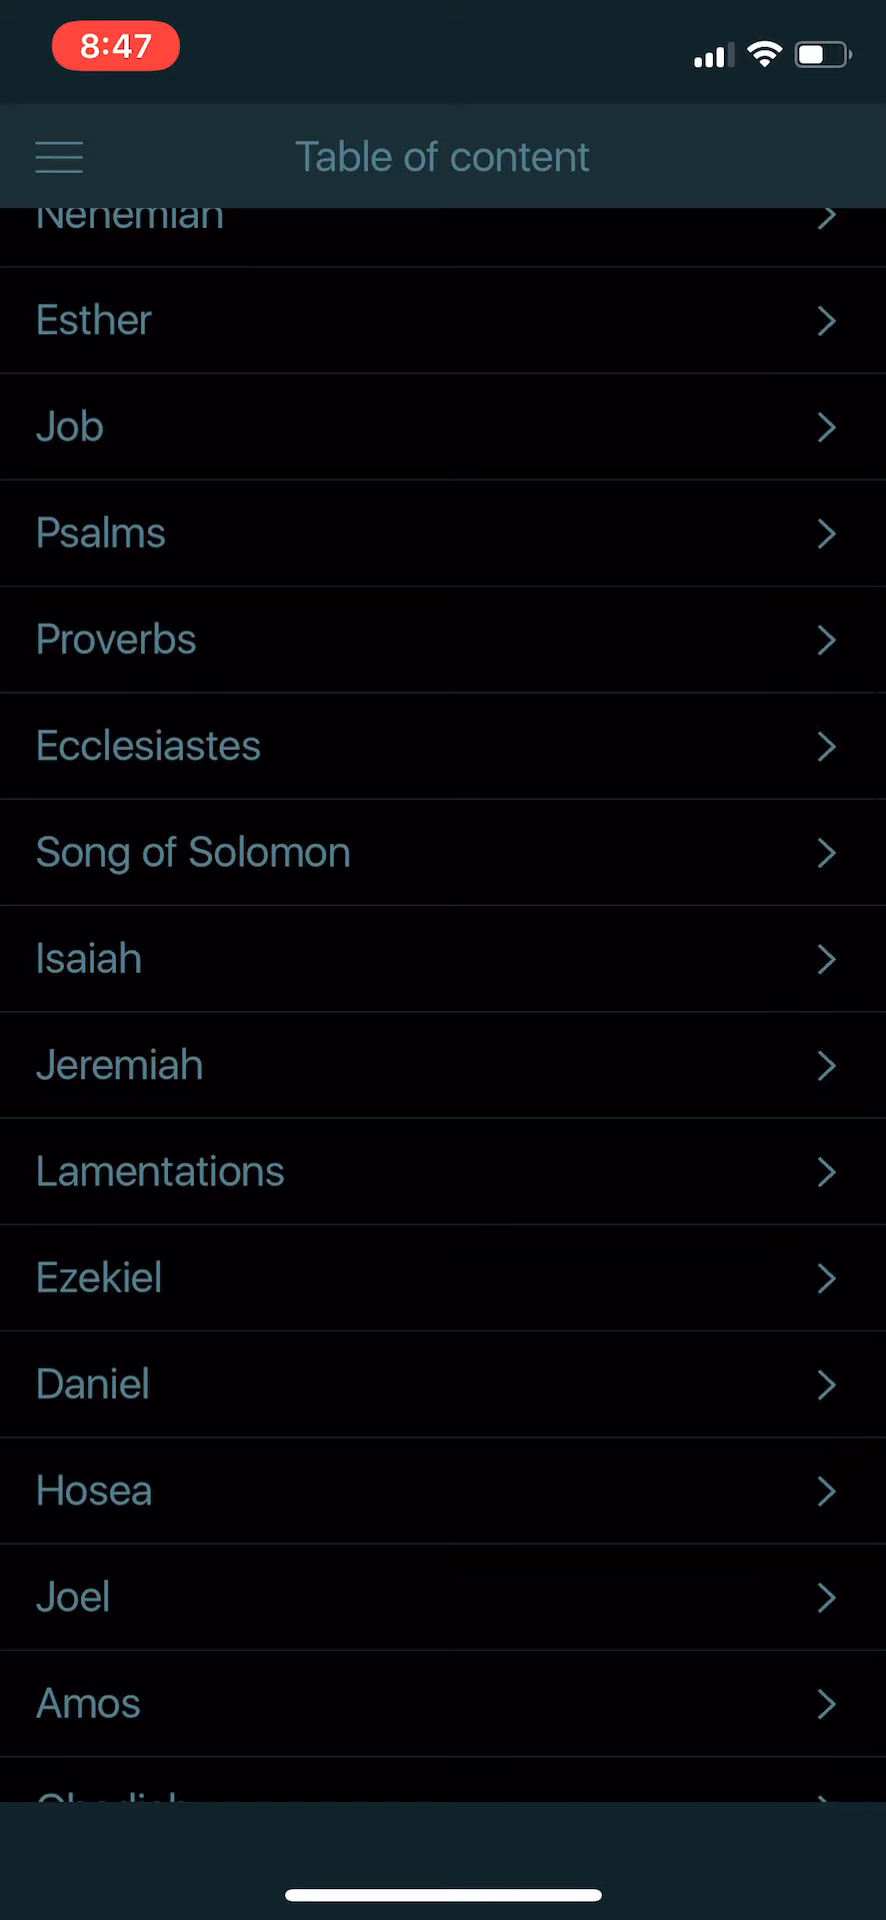 8:47
Table of content
Nehemiah
Esther
Job
Psalms
Proverbs
Ecclesiastes
Song of Solomon
Isaiah
Jeremiah
Lamentations
Ezekiel
Daniel
Hosea
Joel
Amos